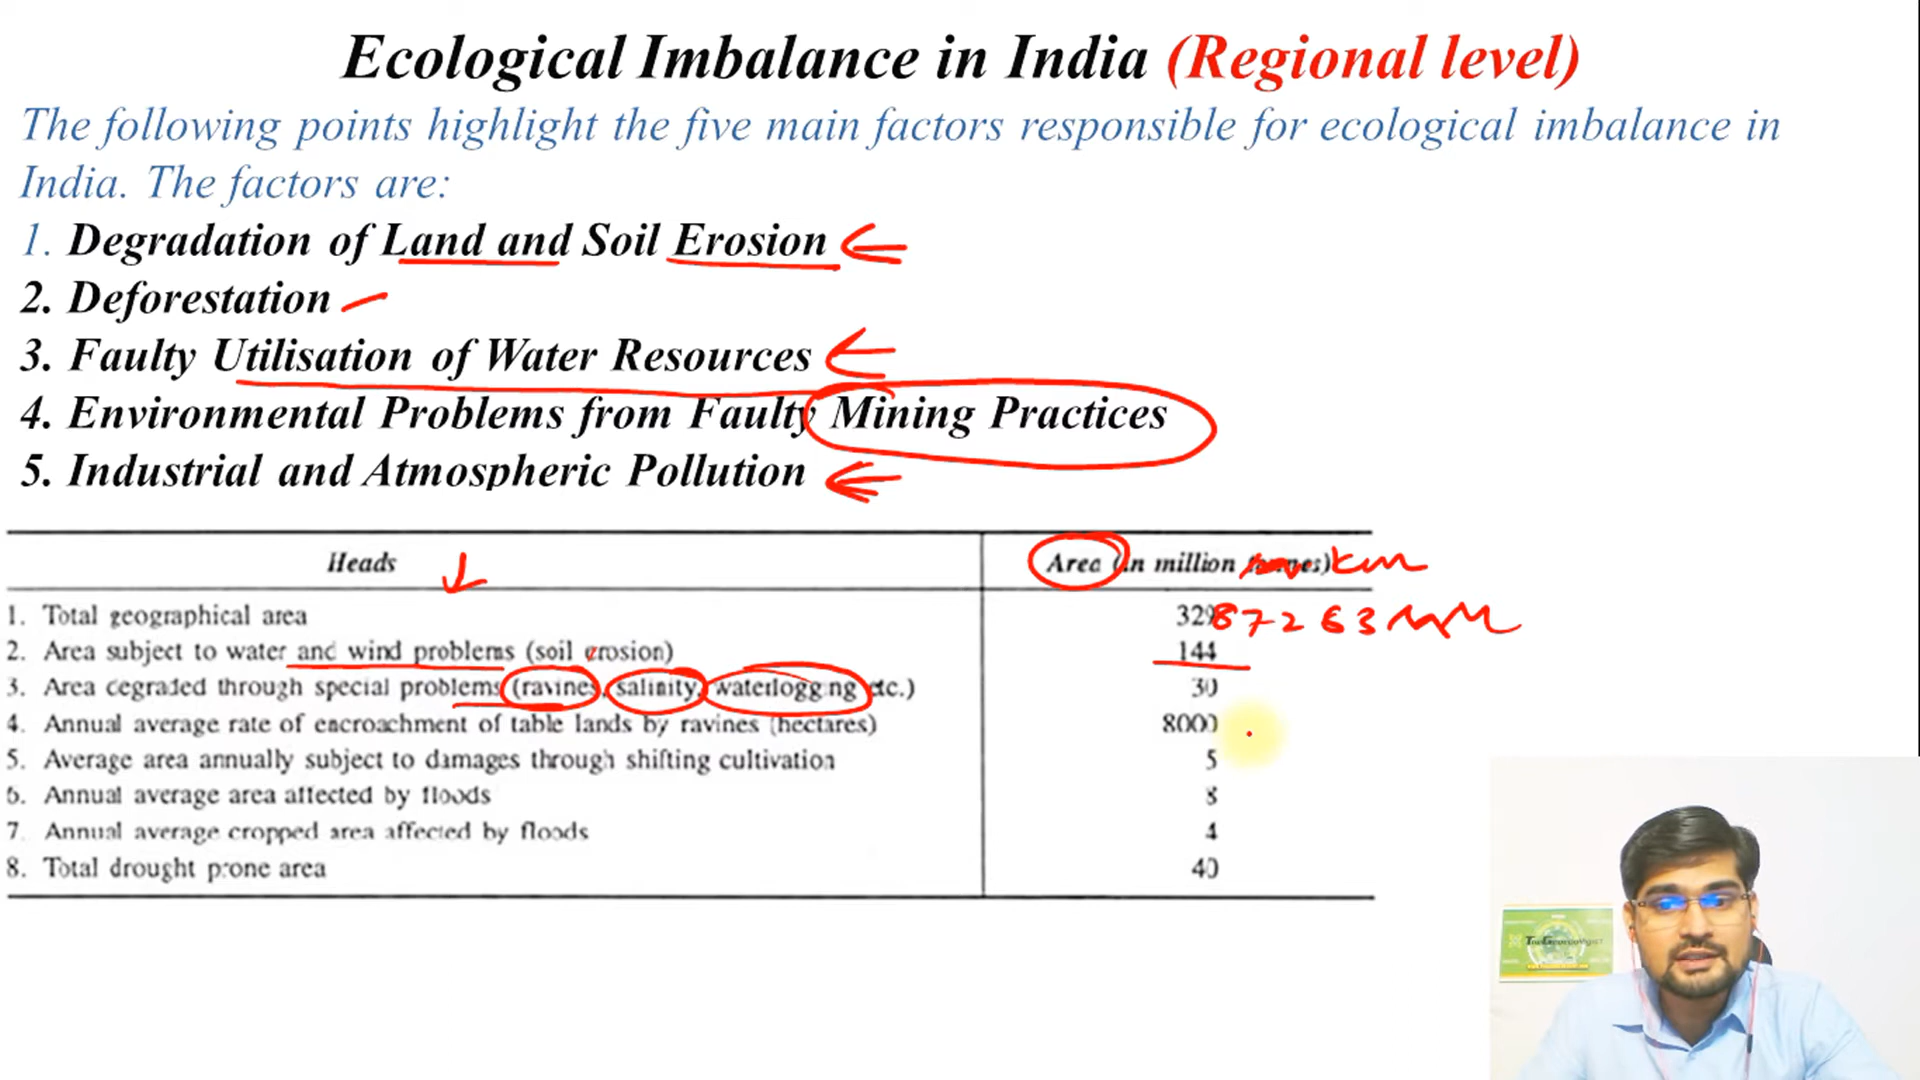 Ecological Imbalance in India (Regional level)
The following points highlight the five main factors responsible for ecological imbalance in
India. The factors are:
1. Degradation of Land and Soil Erosion
2. Deforestation
3. Faulty Utilisation of Water Resources
4. Environmental Problems from Faulty Mining Practices
5. Industrial and Atmospheric Pollution
Heads Area (in million km
1. Total geographical area 329 87263
2. Area subject to water and wind problems (soil erosion) 144
3. Area degraded through special problems (ravines, salinity, waterlogging etc.) 30
4. Annual average rate of encroachment of table lands by ravines (hectares) 8000
5. Average area annually subject to damages through shifting cultivation 5
6. Annual average area affected by floods 8
7. Annual average cropped area affected by floods 4
8. Total drought prone area 40